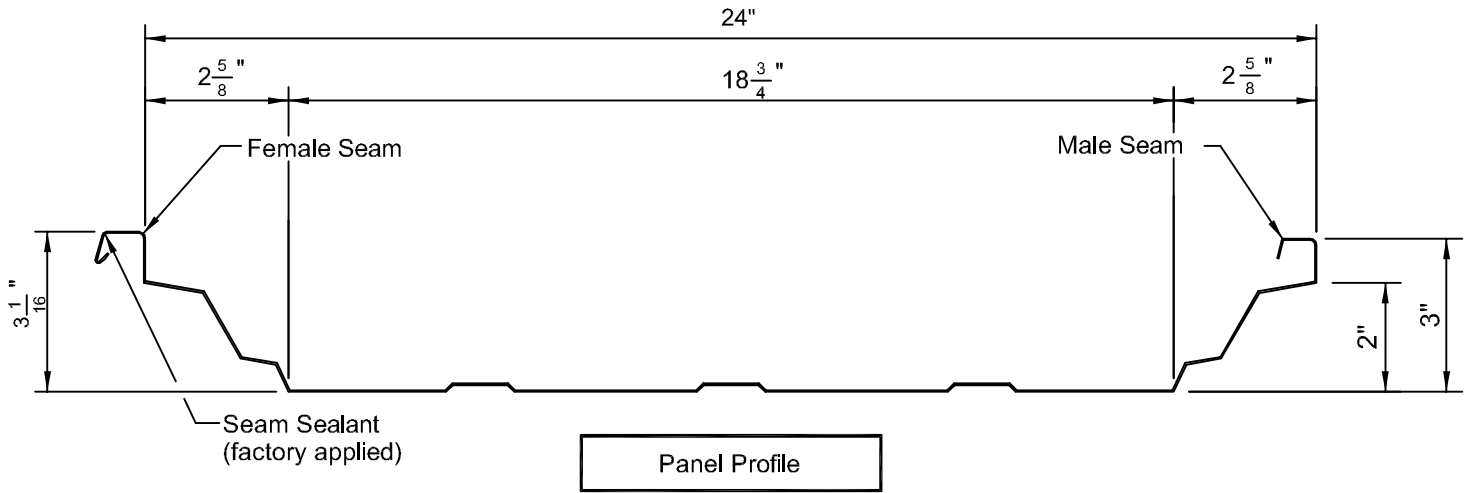 24"
2 5/8 "
18 3/4 "
2 5/8 "
Female Seam
Male Seam
3 1/16 "
2"
3"
Seam Sealant
(factory applied)
Panel Profile